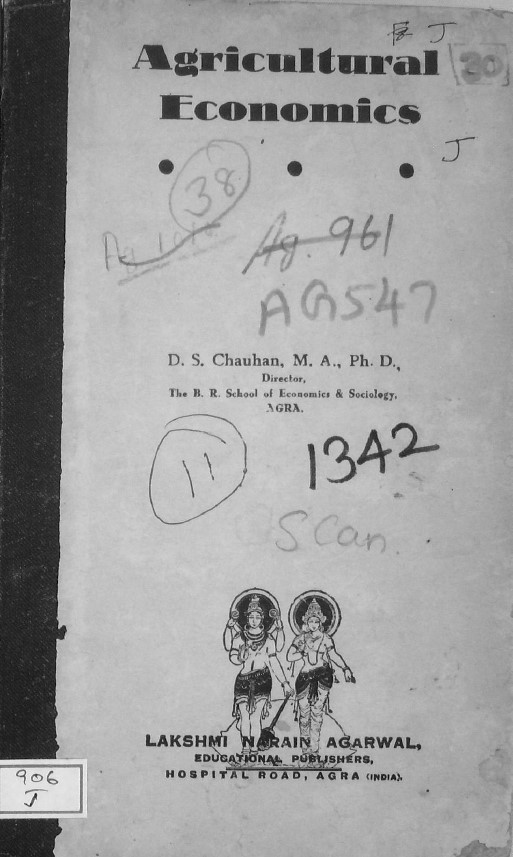 J
Agricultural
30
Economics
J
38
Ag. 961
AG547
D. S. Chauhan, M. A., Ph. D.,
Director,
The B. R. School of Economics & Sociology,
AGRA.
11
1342
Scan.
LAKSHMI NARAIN AGARWAL,
EDUCATIONAL PUBLISHERS,
HOSPITAL ROAD, AGRA (INDIA).
906
J